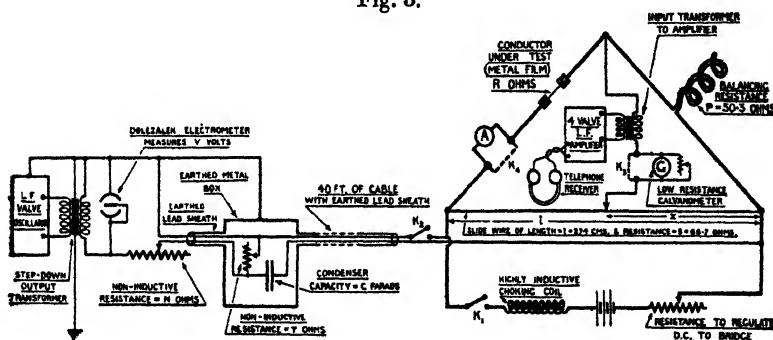 Fig. 3.
INPUT TRANSFORMER
TO AMPLIFIER
CONDUCTOR
UNDER TEST
(METAL FILM)
R OHMS
BALANCING
RESISTANCE
P = 50·3 OHMS
DOLEZALEK ELECTROMETER
MEASURES V VOLTS
A
K4
4 VALVE
L.F.
AMPLIFIER
K3
G
TELEPHONE
RECEIVER
LOW RESISTANCE
GALVANOMETER
EARTHED METAL
BOX
EARTHED
LEAD SHEATH
40 FT. OF CABLE
WITH EARTHED LEAD SHEATH
K2
L.F.
VALVE
OSCILLATOR
l
x
SLIDE WIRE OF LENGTH = l = 274 CMS, & RESISTANCE = S = 66·7 OHMS.
STEP-DOWN
OUTPUT
TRANSFORMER
NON-INDUCTIVE
RESISTANCE = N OHMS
CONDENSER
CAPACITY = C FARADS
NON-INDUCTIVE
RESISTANCE = T OHMS
HIGHLY INDUCTIVE
CHOKING COIL
K1
RESISTANCE TO REGULATE
D.C. TO BRIDGE